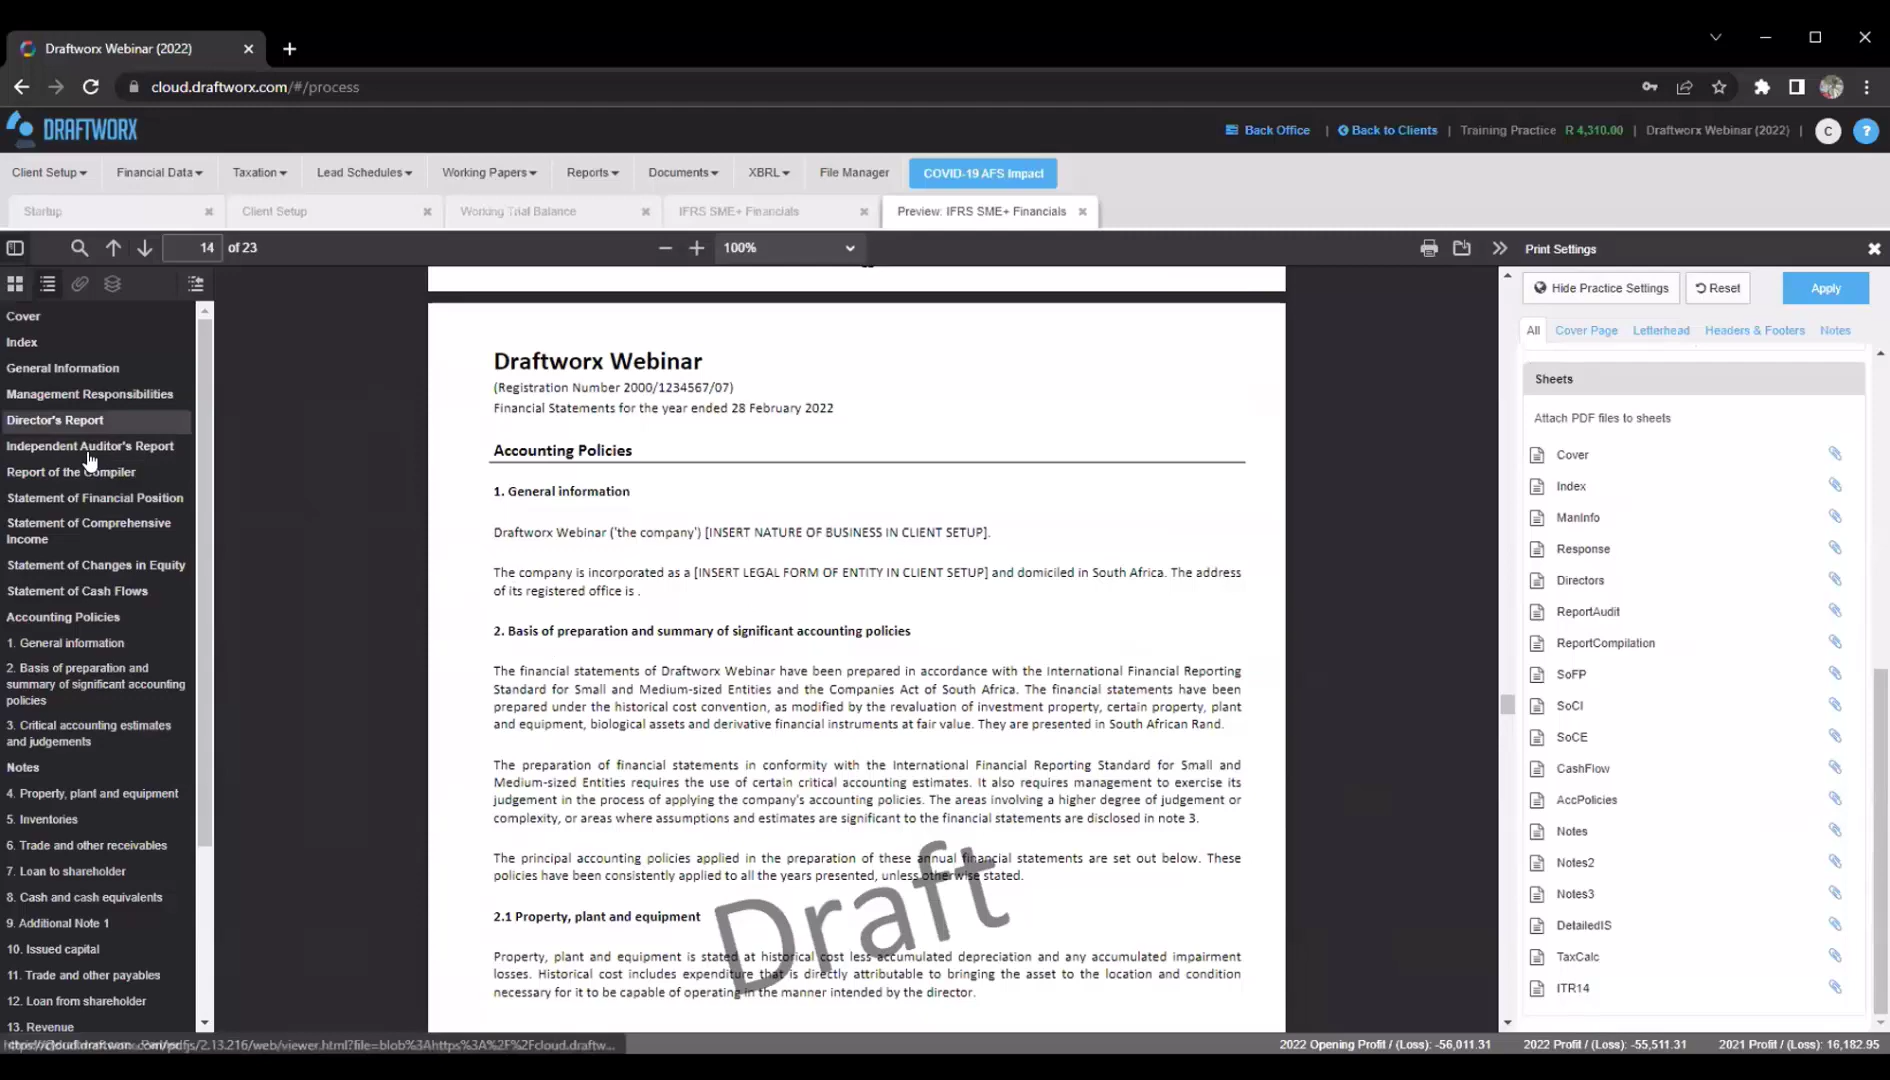 Draftworx Webinar (2022)
cloud.draftworx.com/#/process
DRAFTWORX
Back Office | Back to Clients | Training Practice R 4,310.00 | Draftworx Webinar (2022) | C ?
Client Setup Financial Data Taxation Lead Schedules Working Papers Reports Documents XBRL File Manager COVID-19 AFS Impact
Startup Client Setup Working Trial Balance IFRS SME+ Financials Preview: IFRS SME+ Financials
14 of 23 100% Print Settings
Hide Practice Settings Reset Apply
All Cover Page Letterhead Headers & Footers Notes
Cover
Index
General Information
Management Responsibilities
Director's Report
Independent Auditor's Report
Report of the Compiler
Statement of Financial Position
Statement of Comprehensive
Income
Statement of Changes in Equity
Statement of Cash Flows
Accounting Policies
1. General information
2. Basis of preparation and
summary of significant accounting
policies
3. Critical accounting estimates
and judgements
Notes
4. Property, plant and equipment
5. Inventories
6. Trade and other receivables
7. Loan to shareholder
8. Cash and cash equivalents
9. Additional Note 1
10. Issued capital
11. Trade and other payables
12. Loan from shareholder
13. Revenue
Draftworx Webinar
(Registration Number 2000/1234567/07)
Financial Statements for the year ended 28 February 2022
Accounting Policies
1. General information
Draftworx Webinar ('the company') [INSERT NATURE OF BUSINESS IN CLIENT SETUP].
The company is incorporated as a [INSERT LEGAL FORM OF ENTITY IN CLIENT SETUP] and domiciled in South Africa. The address
of its registered office is .
2. Basis of preparation and summary of significant accounting policies
The financial statements of Draftworx Webinar have been prepared in accordance with the International Financial Reporting
Standard for Small and Medium-sized Entities and the Companies Act of South Africa. The financial statements have been
prepared under the historical cost convention, as modified by the revaluation of investment property, certain property, plant
and equipment, biological assets and derivative financial instruments at fair value. They are presented in South African Rand.
The preparation of financial statements in conformity with the International Financial Reporting Standard for Small and
Medium-sized Entities requires the use of certain critical accounting estimates. It also requires management to exercise its
judgement in the process of applying the company's accounting policies. The areas involving a higher degree of judgement or
complexity, or areas where assumptions and estimates are significant to the financial statements are disclosed in note 3.
The principal accounting policies applied in the preparation of these annual financial statements are set out below. These
policies have been consistently applied to all the years presented, unless otherwise stated.
2.1 Property, plant and equipment
Property, plant and equipment is stated at historical cost less accumulated depreciation and any accumulated impairment
losses. Historical cost includes expenditure that is directly attributable to bringing the asset to the location and condition
necessary for it to be capable of operating in the manner intended by the director.
Draft
Sheets
Attach PDF files to sheets
Cover
Index
ManInfo
Response
Directors
ReportAudit
ReportCompilation
SoFP
SoCI
SoCE
CashFlow
AccPolicies
Notes
Notes2
Notes3
DetailedIS
TaxCalc
ITR14
2022 Opening Profit / (Loss): -56,011.31 2022 Profit / (Loss): -55,511.31 2021 Profit / (Loss): 16,182.95